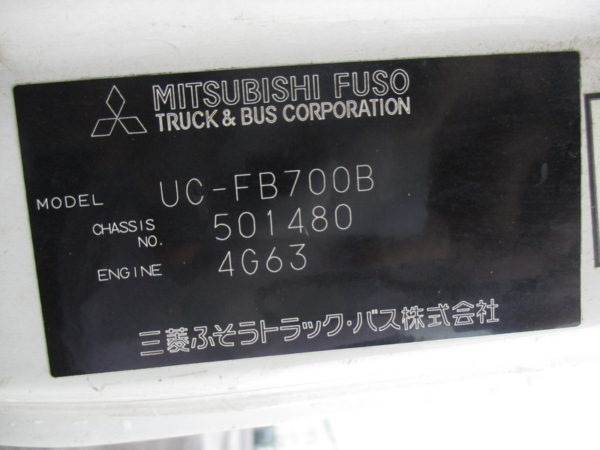 MITSUBISHI FUSO
TRUCK & BUS CORPORATION
MODEL UC-FB700B
CHASSIS NO. 501480
ENGINE 4G63
三菱ふそうトラック・バス株式会社